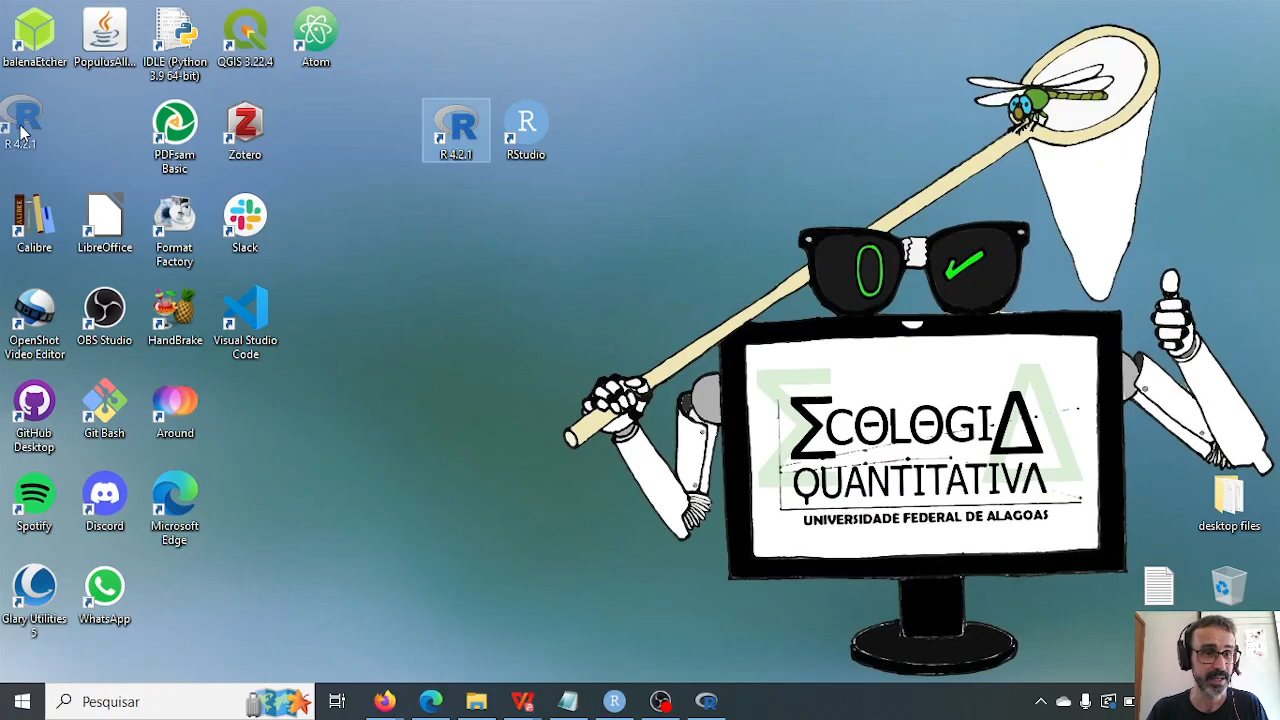 balenaEtcher
PopulusAll...
IDLE (Python
3.9 64-bit)
QGIS 3.22.4
Atom
R 4.2.1
PDFsam
Basic
Zotero
R 4.2.1
RStudio
Calibre
LibreOffice
Format
Factory
Slack
OpenShot
Video Editor
OBS Studio
HandBrake
Visual Studio
Code
GitHub
Desktop
Git Bash
Around
Spotify
Discord
Microsoft
Edge
Glary Utilities
5
WhatsApp
ΣCOLOGIΔ
QUANTITATIVA
UNIVERSIDADE FEDERAL DE ALAGOAS
desktop files
Pesquisar